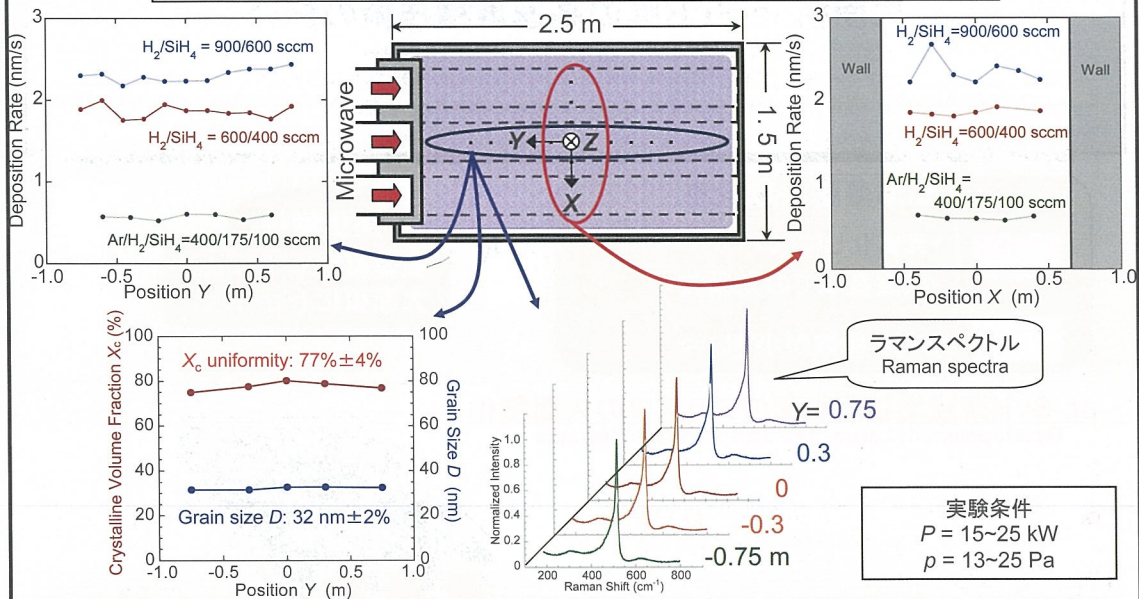 Deposition Rate (nm/s)
3
2
1
0
H₂/SiH₄ = 900/600 sccm
H₂/SiH₄ = 600/400 sccm
Ar/H₂/SiH₄=400/175/100 sccm
-1.0 -0.5 0 0.5 1.0
Position Y (m)
2.5 m
1.5 m
Microwave
Y
Z
X
Deposition Rate (nm/s)
3
2
1
0
Wall
Wall
H₂/SiH₄=900/600 sccm
H₂/SiH₄=600/400 sccm
Ar/H₂/SiH₄=
400/175/100 sccm
-1.0 -0.5 0 0.5 1.0
Position X (m)
Crystalline Volume Fraction Xc (%)
100
80
60
40
20
0
Xc uniformity: 77%±4%
Grain size D: 32 nm±2%
100
80
60
40
20
0
Grain Size D (nm)
-1.0 -0.5 0 0.5 1.0
Position Y (m)
Normalized Intensity
1.0
0.8
0.6
0.4
0.2
0
200 400 600 800
Raman Shift (cm⁻¹)
Y= 0.75
0.3
0
-0.3
-0.75 m
ラマンスペクトル
Raman spectra
実験条件
P = 15~25 kW
p = 13~25 Pa